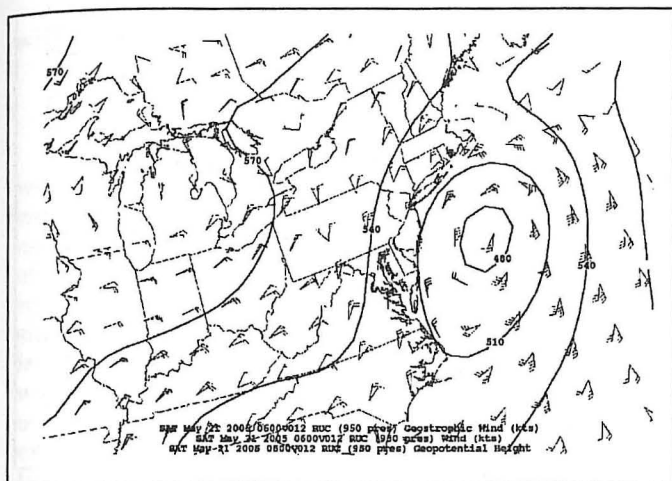 570
570
540
480
540
510
SAT May 21 2005 0600V012 RUC (950 pres) Geostrophic Wind (kts)
SAT May 21 2005 0600V012 RUC (950 pres) Wind (kts)
SAT May 21 2005 0600V012 RUC (950 pres) Geopotential Height